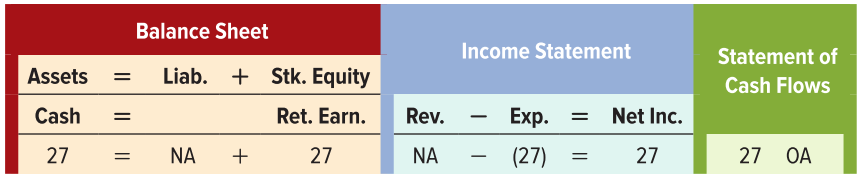 Balance Sheet
Income Statement
Statement of
Cash Flows
Assets = Liab. + Stk. Equity
Cash = Ret. Earn. Rev. − Exp. = Net Inc.
27 = NA + 27 NA − (27) = 27 27 OA